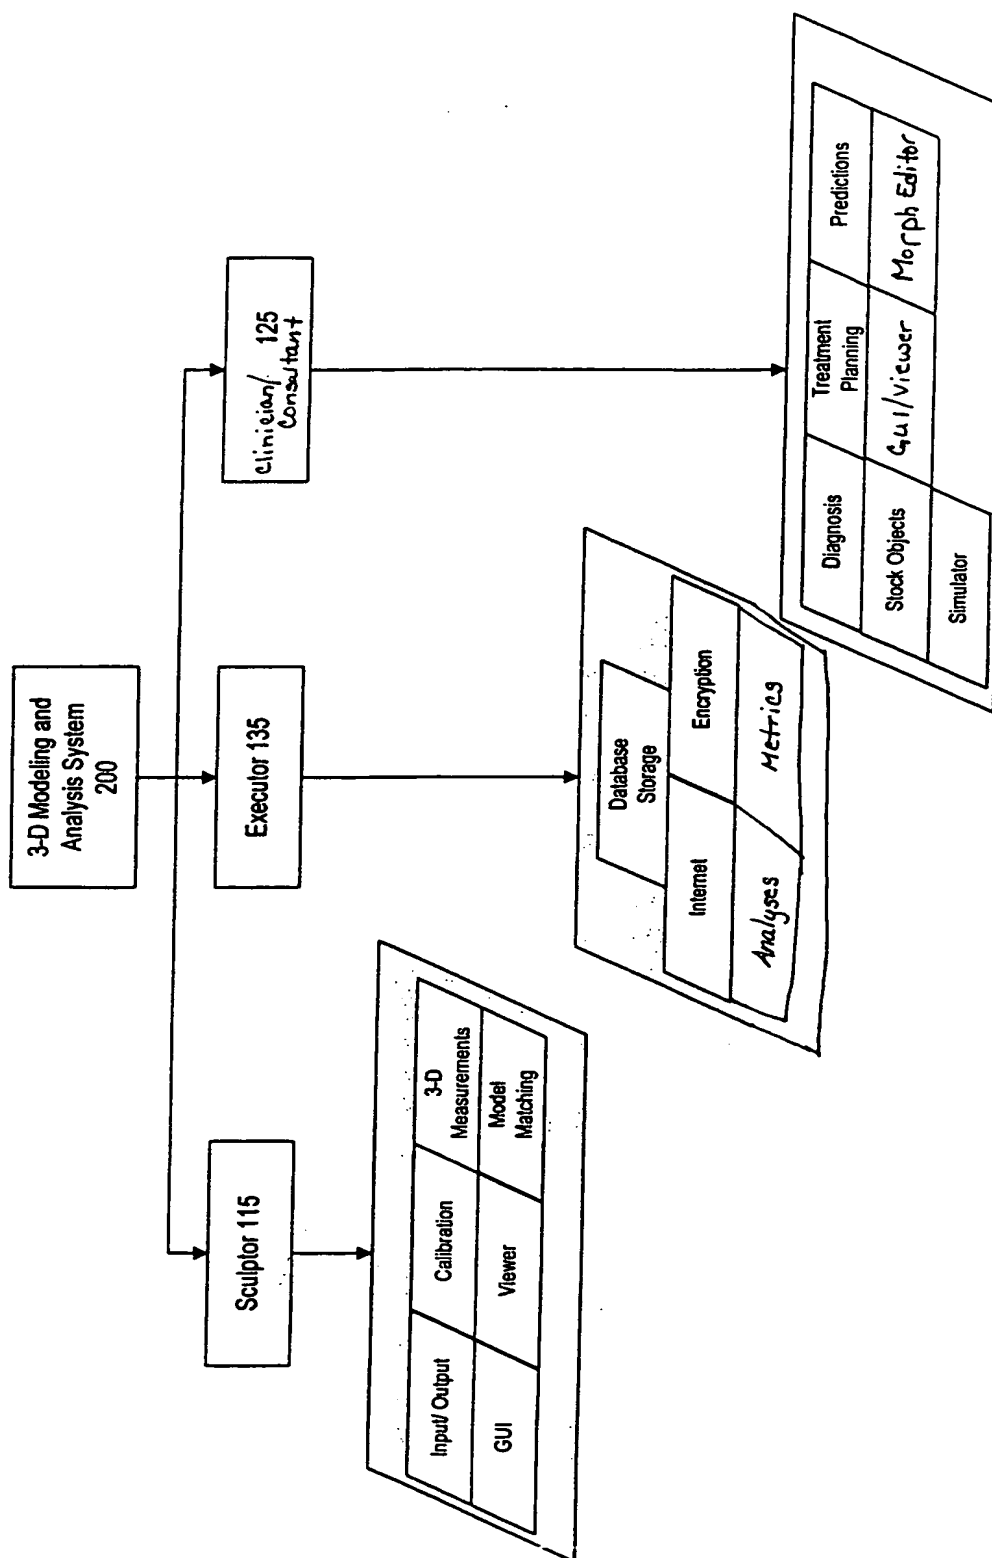 3-D Modeling and
Analysis System
200
Sculptor 115
Executor 135
Clinician/ 125
Consultant
Input/ Output
Calibration
3-D
Measurements
GUI
Viewer
Model
Matching
Database
Storage
Internet
Encryption
Analyses
Metrics
Diagnosis
Treatment
Planning
Predictions
Stock Objects
GUI/Viewer
Morph Editor
Simulator